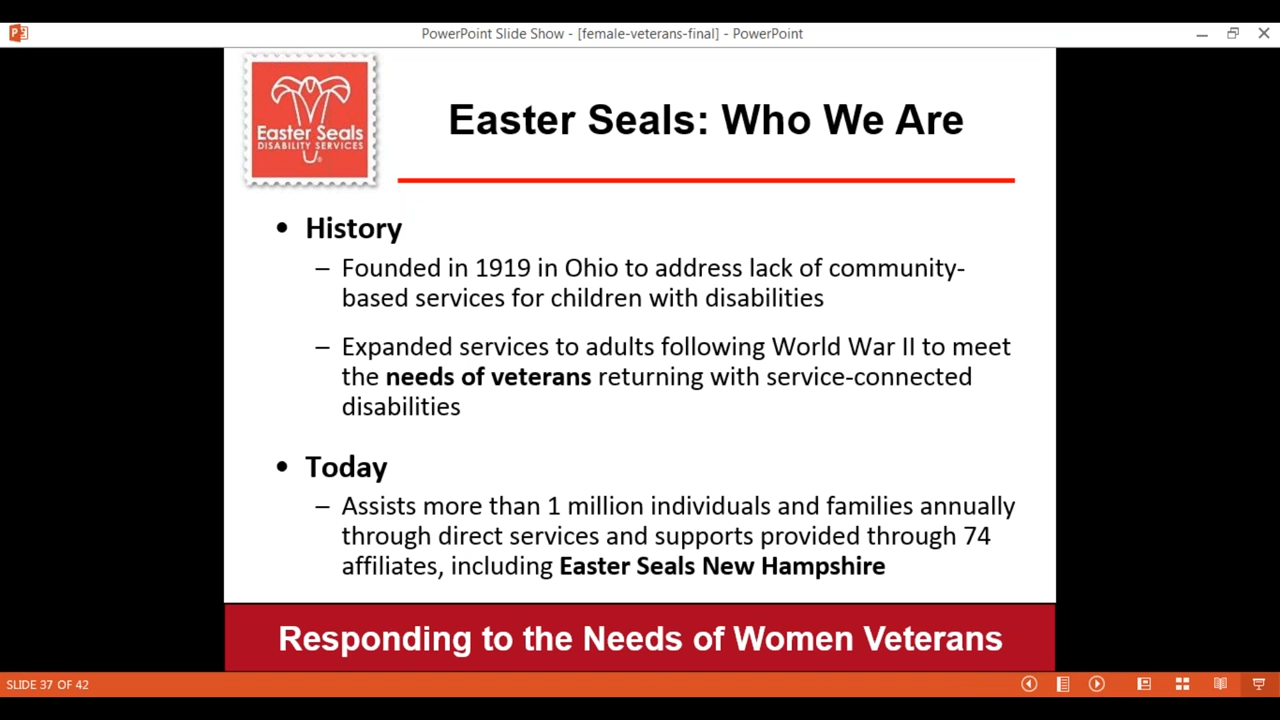 PowerPoint Slide Show - [female-veterans-final] - PowerPoint
Easter Seals
DISABILITY SERVICES
Easter Seals: Who We Are
• History
– Founded in 1919 in Ohio to address lack of community-
based services for children with disabilities
– Expanded services to adults following World War II to meet
the needs of veterans returning with service-connected
disabilities
• Today
– Assists more than 1 million individuals and families annually
through direct services and supports provided through 74
affiliates, including Easter Seals New Hampshire
Responding to the Needs of Women Veterans
SLIDE 37 OF 42